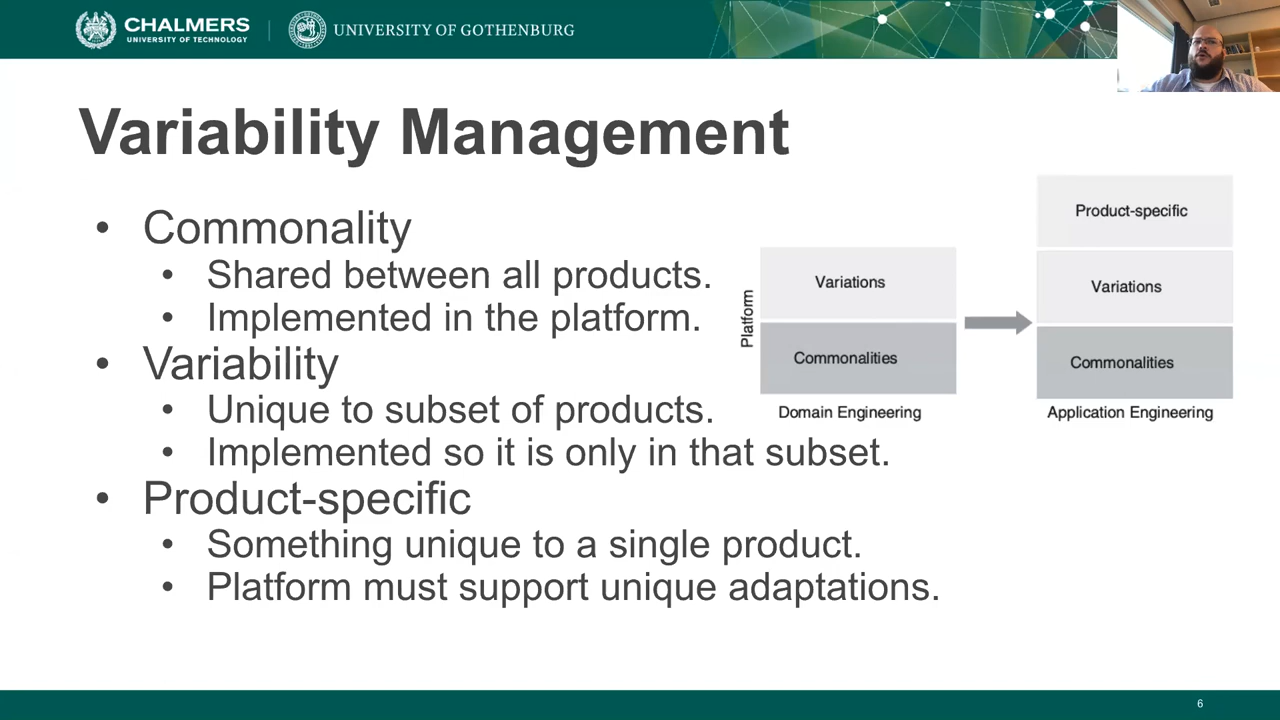 CHALMERS
UNIVERSITY OF TECHNOLOGY
UNIVERSITY OF GOTHENBURG
Variability Management
• Commonality
• Shared between all products.
• Implemented in the platform.
• Variability
• Unique to subset of products.
• Implemented so it is only in that subset.
• Product-specific
• Something unique to a single product.
• Platform must support unique adaptations.
Platform
Variations
Commonalities
Domain Engineering
Product-specific
Variations
Commonalities
Application Engineering
6